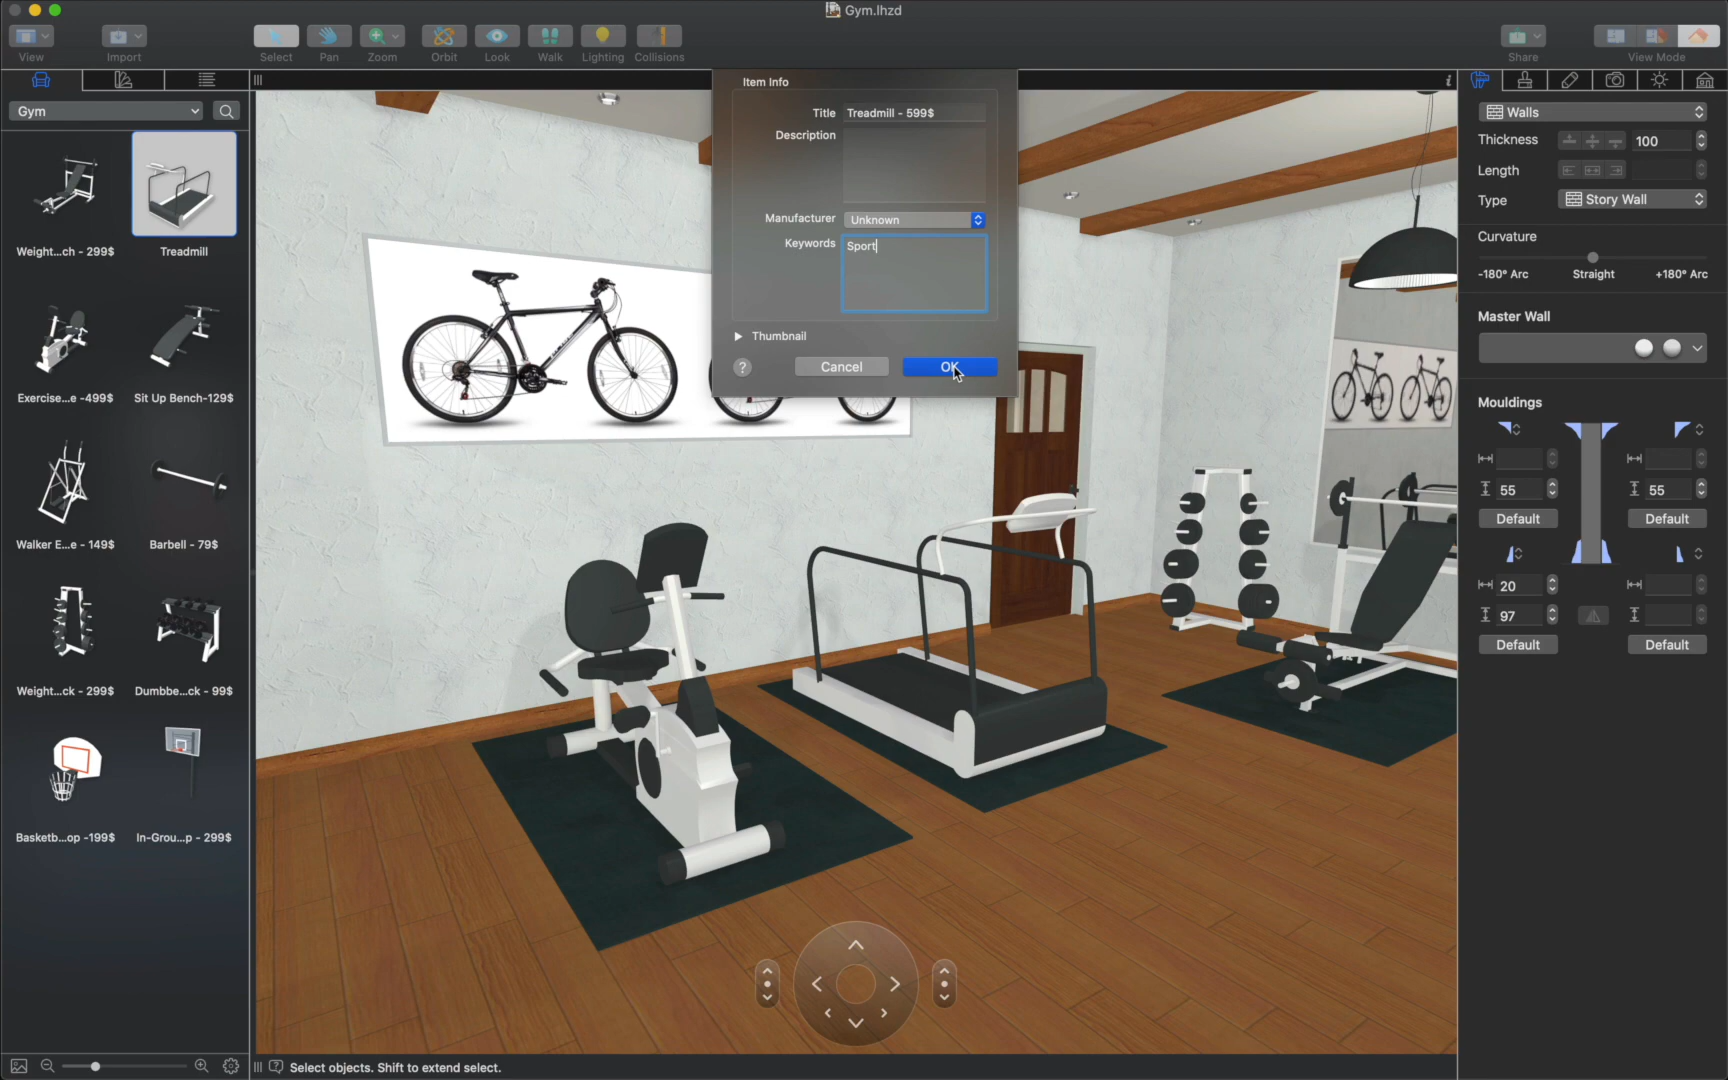 Gym.lhzd
View
Import
Select
Pan
Zoom
Orbit
Look
Walk
Lighting
Collisions
Share
View Mode
Gym
Weight...ch - 299$
Treadmill
Exercise...e -499$
Sit Up Bench-129$
Walker E...e - 149$
Barbell - 79$
Weight...ck - 299$
Dumbbe...ck - 99$
Basketb...op -199$
In-Grou...p - 299$
Item Info
Title
Treadmill - 599$
Description
Manufacturer
Unknown
Keywords
Sport
Thumbnail
?
Cancel
OK
Walls
Thickness
100
Length
Type
Story Wall
Curvature
-180° Arc
Straight
+180° Arc
Master Wall
Mouldings
55
55
Default
Default
20
97
Default
Default
Select objects. Shift to extend select.